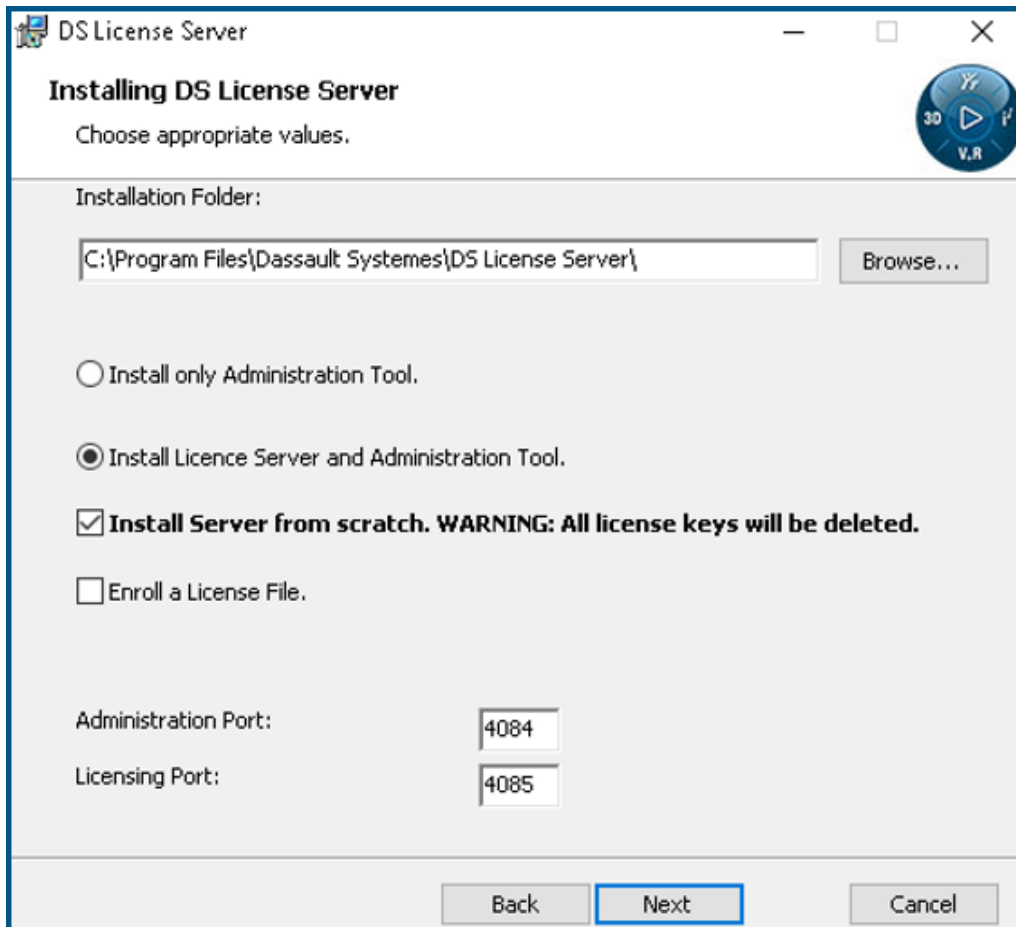 DS License Server
Installing DS License Server
Choose appropriate values.
3D
V.R
Installation Folder:
C:\Program Files\Dassault Systemes\DS License Server\
Browse...
Install only Administration Tool.
Install Licence Server and Administration Tool.
Install Server from scratch. WARNING: All license keys will be deleted.
Enroll a License File.
Administration Port:
4084
Licensing Port:
4085
Back
Next
Cancel